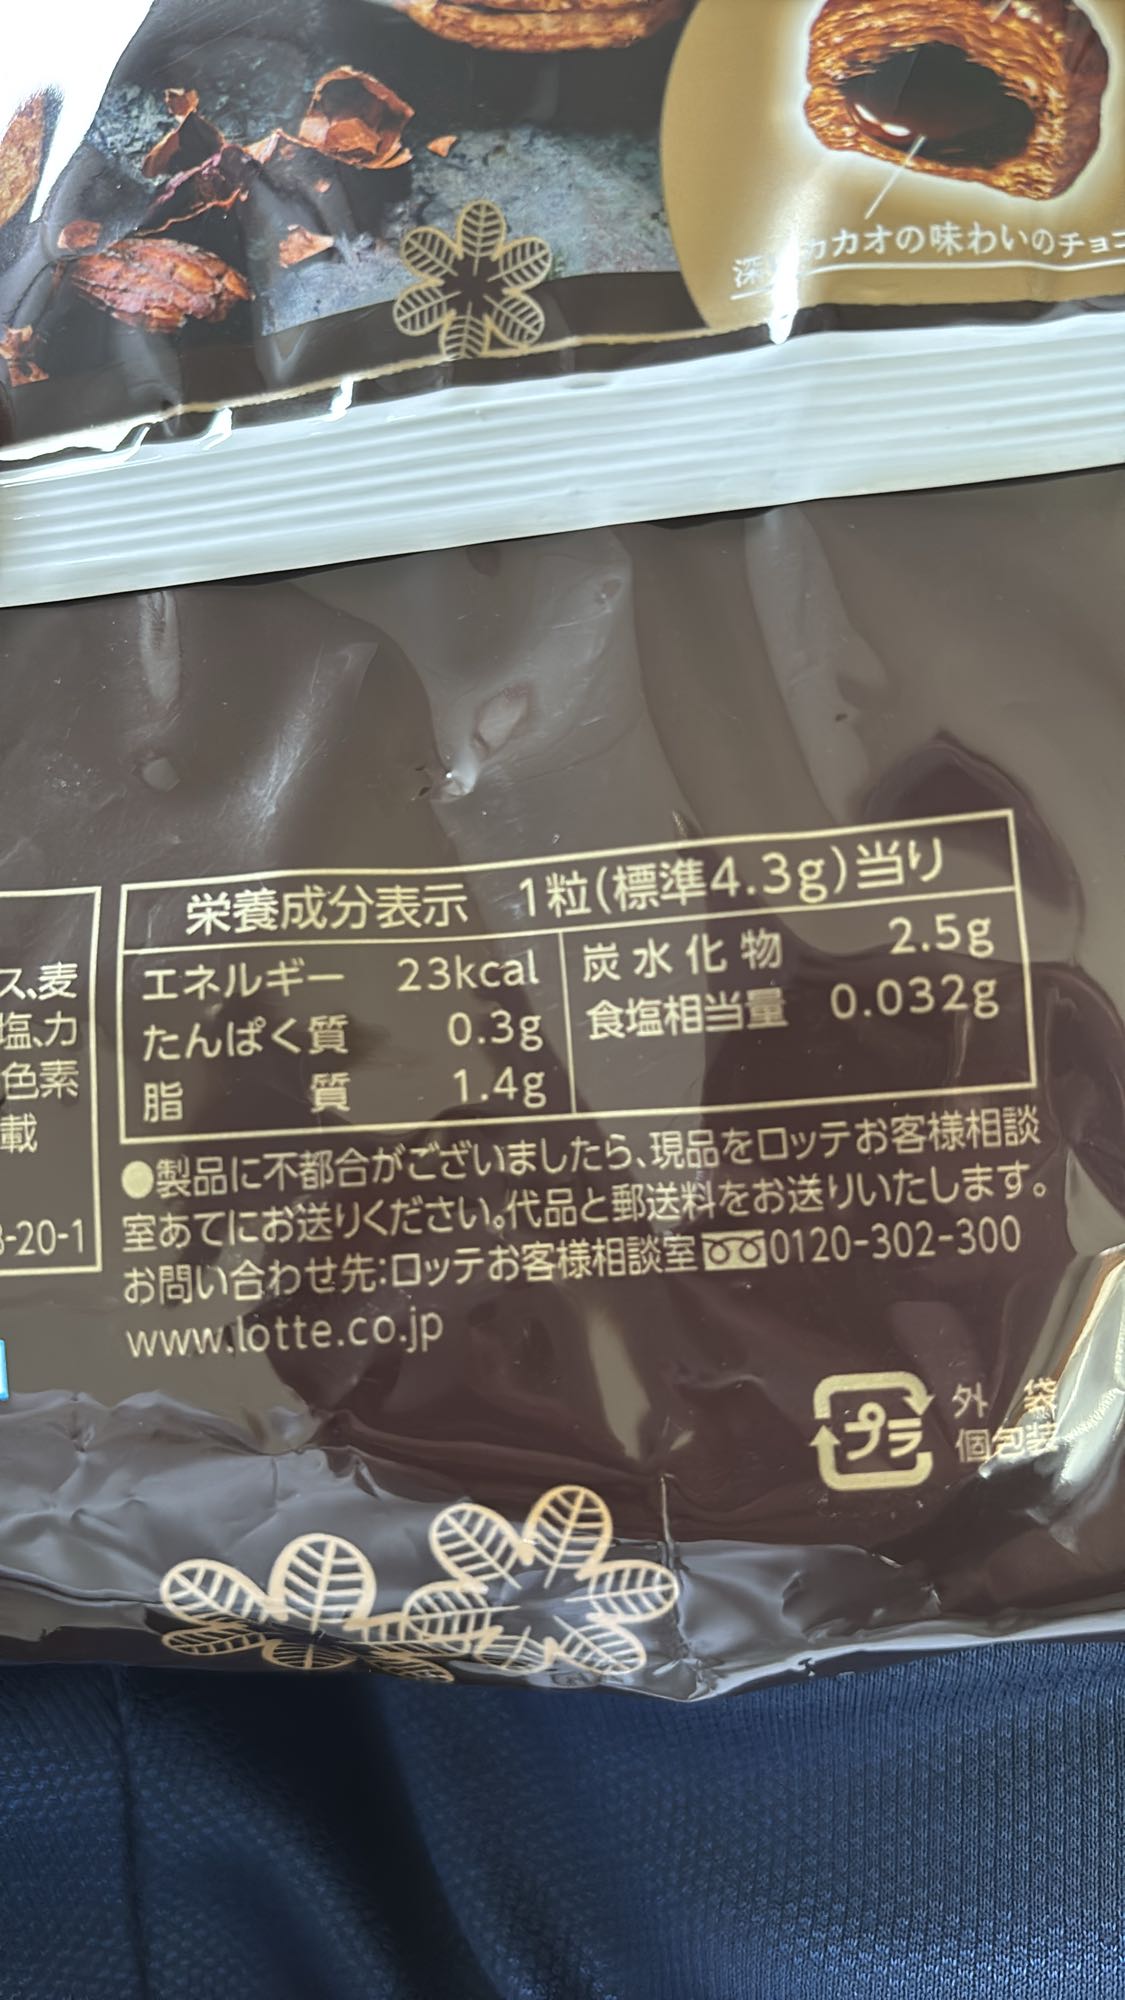 カカオの味わいのチョコ
ス、麦
塩、カ
色素
載
3-20-1
栄養成分表示 1粒(標準4.3g)当り
エネルギー 23kcal
たんぱく質 0.3g
脂質 1.4g
炭水化物 2.5g
食塩相当量 0.032g
●製品に不都合がございましたら、現品をロッテお客様相談
室あてにお送りください。代品と郵送料をお送りいたします。
お問い合わせ先:ロッテお客様相談室 0120-302-300
www.lotte.co.jp
プラ
外袋
個包装